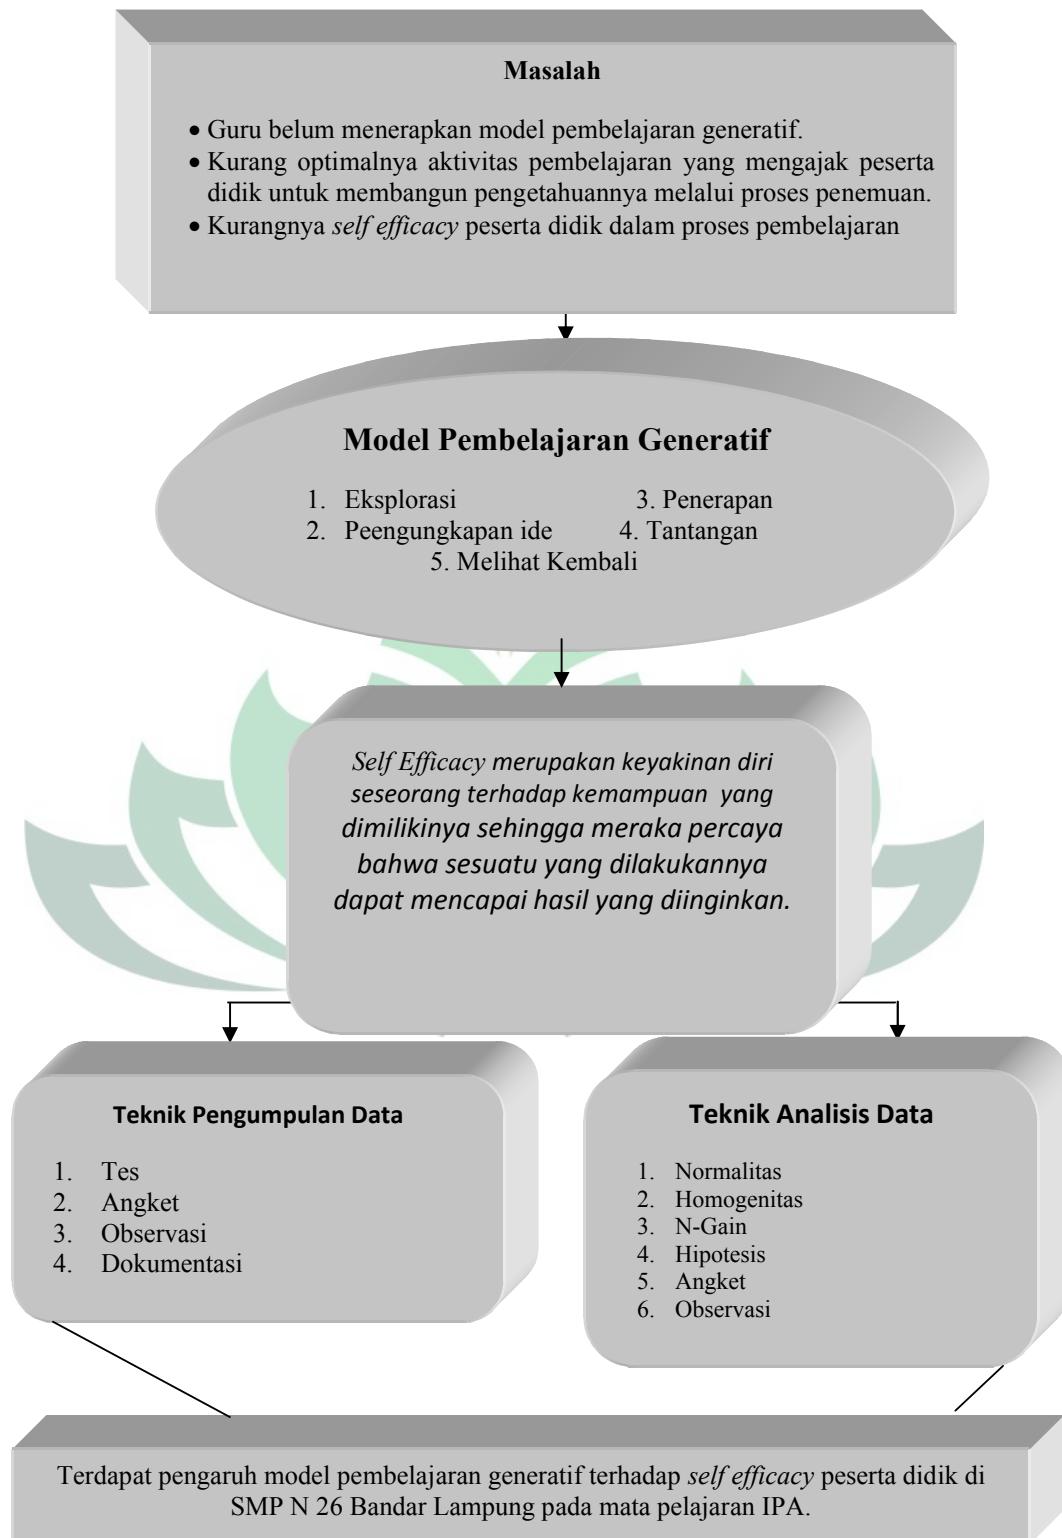 Masalah
• Guru belum menerapkan model pembelajaran generatif.
• Kurang optimalnya aktivitas pembelajaran yang mengajak peserta
didik untuk membangun pengetahuannya melalui proses penemuan.
• Kurangnya self efficacy peserta didik dalam proses pembelajaran
Model Pembelajaran Generatif
1. Eksplorasi 3. Penerapan
2. Peengungkapan ide 4. Tantangan
5. Melihat Kembali
Self Efficacy merupakan keyakinan diri
seseorang terhadap kemampuan yang
dimilikinya sehingga meraka percaya
bahwa sesuatu yang dilakukannya
dapat mencapai hasil yang diinginkan.
Teknik Pengumpulan Data
1. Tes
2. Angket
3. Observasi
4. Dokumentasi
Teknik Analisis Data
1. Normalitas
2. Homogenitas
3. N-Gain
4. Hipotesis
5. Angket
6. Observasi
Terdapat pengaruh model pembelajaran generatif terhadap self efficacy peserta didik di
SMP N 26 Bandar Lampung pada mata pelajaran IPA.